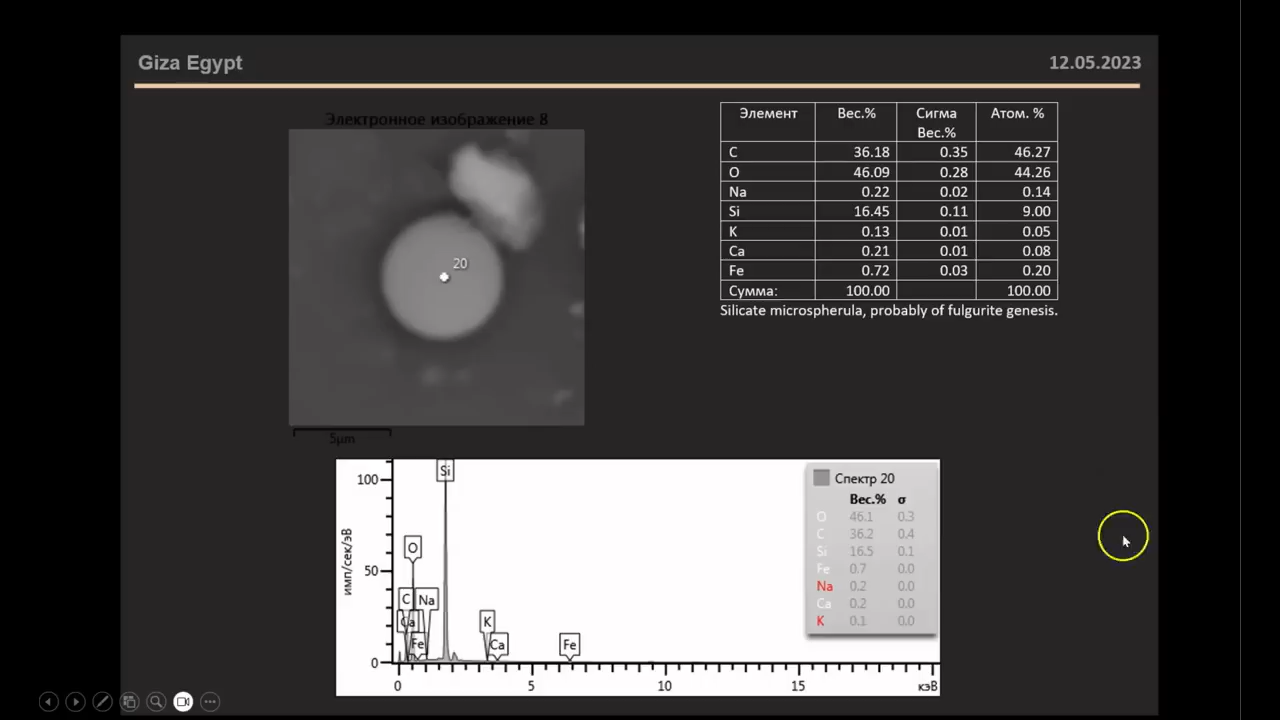 Giza Egypt
12.05.2023
Электронное изображение 8
20
5µm
Элемент Вес.% Сигма Вес.% Атом. %
C 36.18 0.35 46.27
O 46.09 0.28 44.26
Na 0.22 0.02 0.14
Si 16.45 0.11 9.00
K 0.13 0.01 0.05
Ca 0.21 0.01 0.08
Fe 0.72 0.03 0.20
Сумма: 100.00 100.00
Silicate microspherula, probably of fulgurite genesis.
имп/сек/эВ
100
50
0
Si
O
C
Na
Ca
Fe
K
Ca
Fe
0 5 10 15 кэВ
Спектр 20
Вес.% σ
O 46.1 0.3
C 36.2 0.4
Si 16.5 0.1
Fe 0.7 0.0
Na 0.2 0.0
Ca 0.2 0.0
K 0.1 0.0